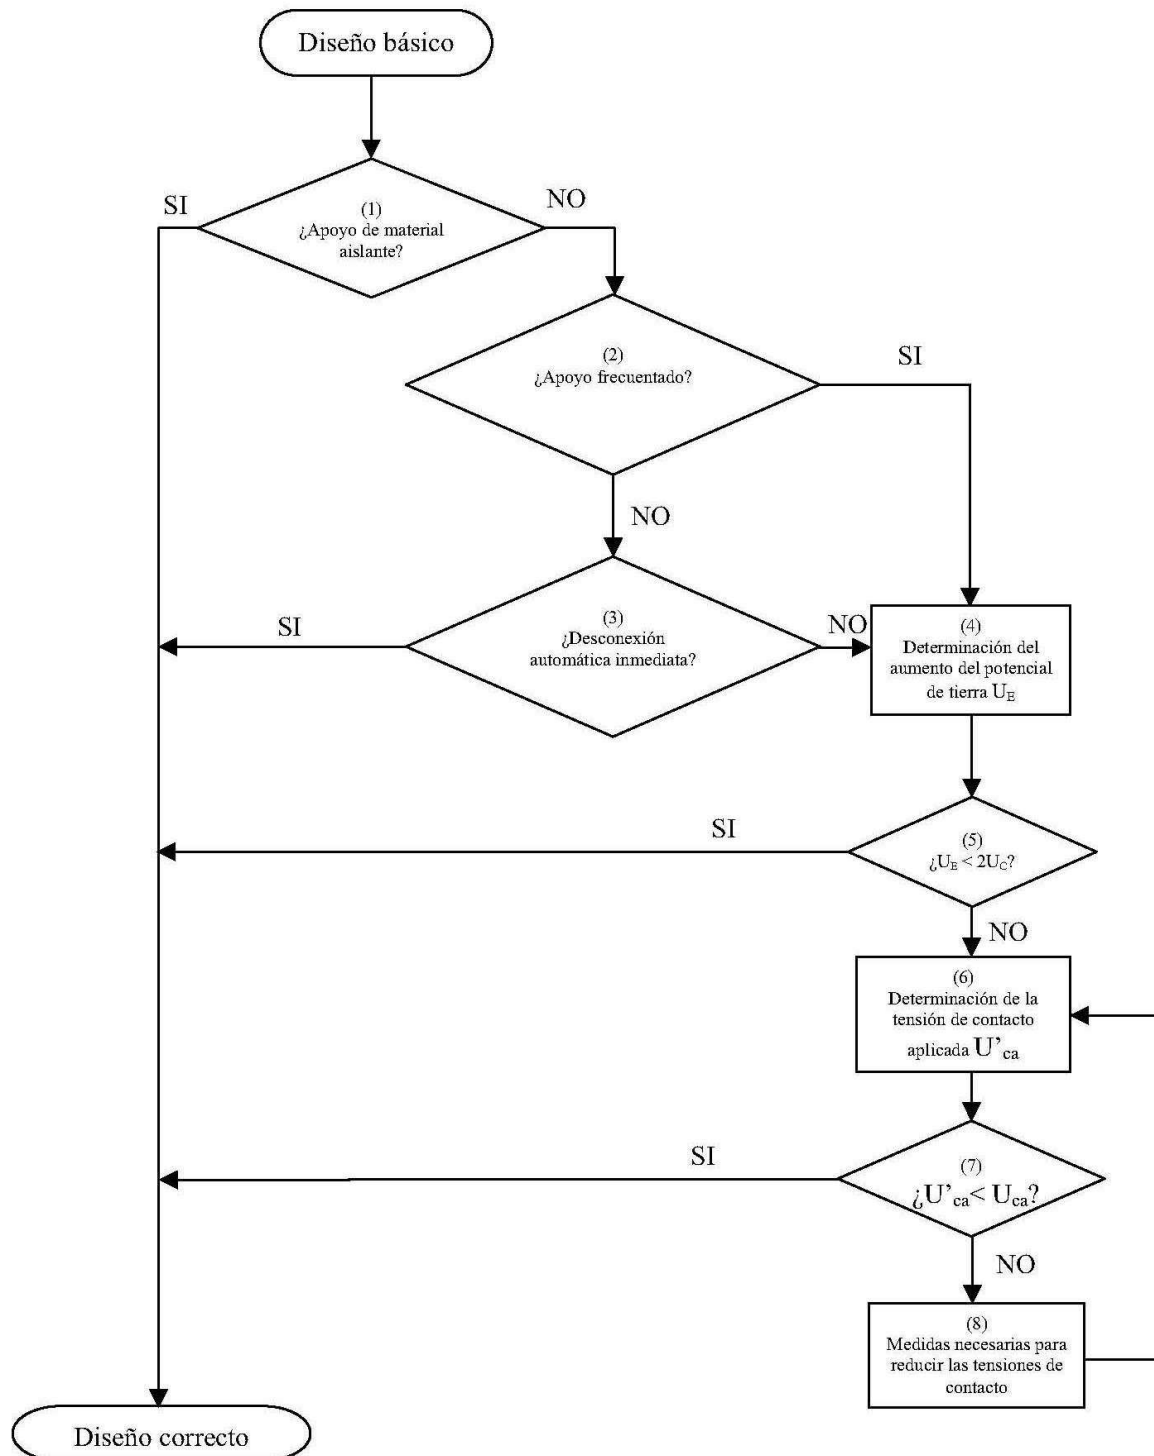 Diseño básico
SI
NO
(1)
¿Apoyo de material
aislante?
(2)
¿Apoyo frecuentado?
SI
NO
(3)
¿Desconexión
automática inmediata?
SI
NO
(4)
Determinación del
aumento del potencial
de tierra U_E
SI
(5)
¿U_E < 2U_C?
NO
(6)
Determinación de la
tensión de contacto
aplicada U'_ca
SI
(7)
¿U'_ca< U_ca?
NO
(8)
Medidas necesarias para
reducir las tensiones de
contacto
Diseño correcto